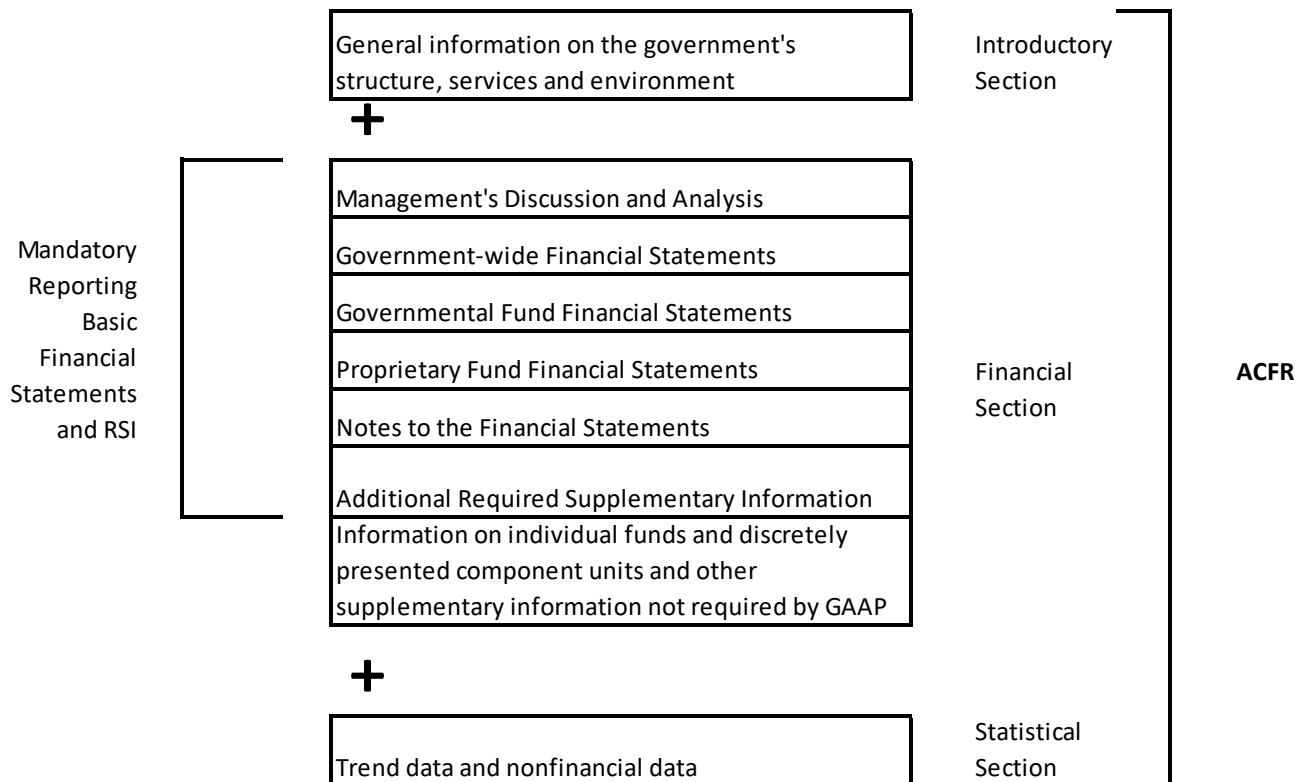 General information on the government's
structure, services and environment
Introductory
Section
+
Mandatory
Reporting
Basic
Financial
Statements
and RSI
Management's Discussion and Analysis
Government-wide Financial Statements
Governmental Fund Financial Statements
Proprietary Fund Financial Statements
Notes to the Financial Statements
Additional Required Supplementary Information
Information on individual funds and discretely
presented component units and other
supplementary information not required by GAAP
Financial
Section
ACFR
+
Trend data and nonfinancial data
Statistical
Section